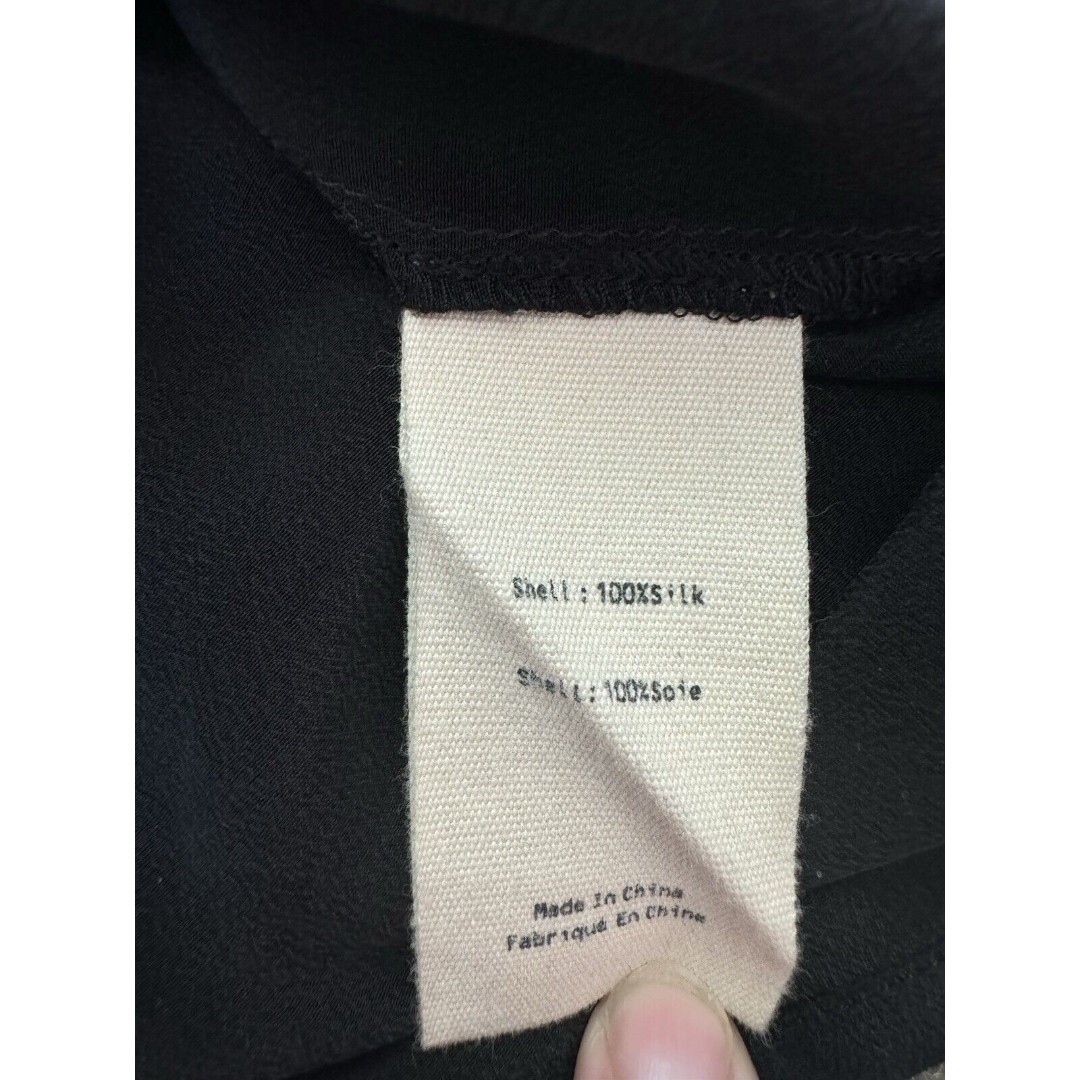 Shell : 100%Silk
Shell : 100%Soie
Made In China
Fabrique En Chine